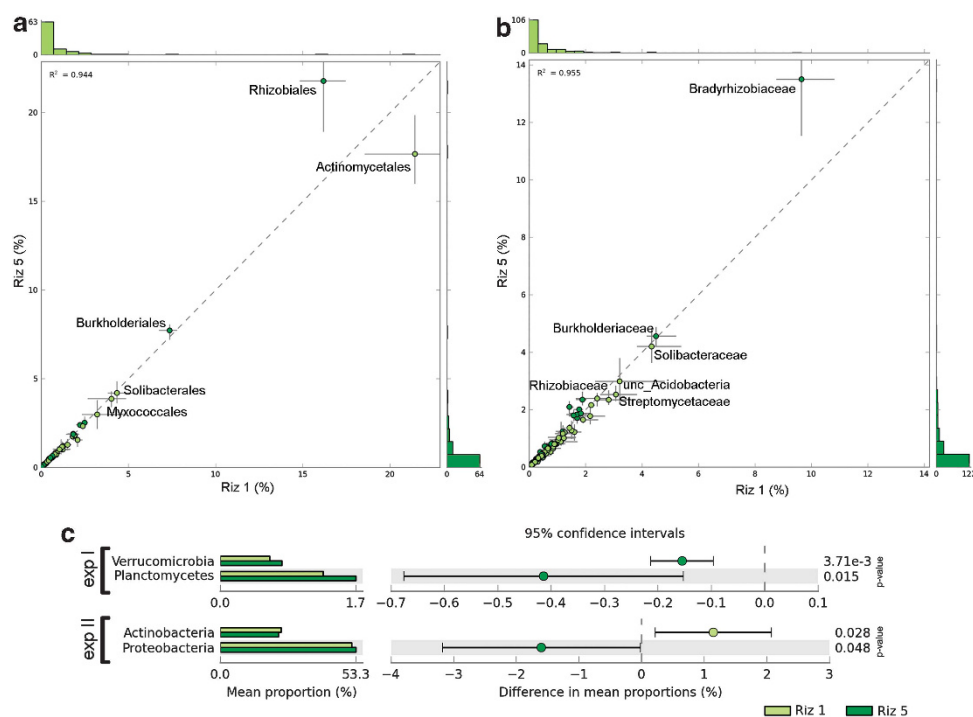 a
63
0
R² = 0.944
Rhizobiales
Actinomycetales
Burkholderiales
Solibacterales
Myxococcales
Riz 5 (%)
20
15
10
5
0
0 5 10 15 20
0 64
Riz 1 (%)
b
106
0
R² = 0.955
Bradyrhizobiaceae
Burkholderiaceae
Solibacteraceae
Rhizobiaceae
unc_Acidobacteria
Streptomycetaceae
Riz 5 (%)
14
12
10
8
6
4
2
0
0 2 4 6 8 10 12 14
0 122
Riz 1 (%)
c
95% confidence intervals
exp I
Verrucomicrobia
Planctomycetes
3.71e-3
0.015
p-value
0.0 1.7
−0.7 −0.6 −0.5 −0.4 −0.3 −0.2 −0.1 0.0 0.1
exp II
Actinobacteria
Proteobacteria
0.028
0.048
p-value
0.0 53.3
−4 −3 −2 −1 0 1 2 3
Mean proportion (%)
Difference in mean proportions (%)
Riz 1 Riz 5